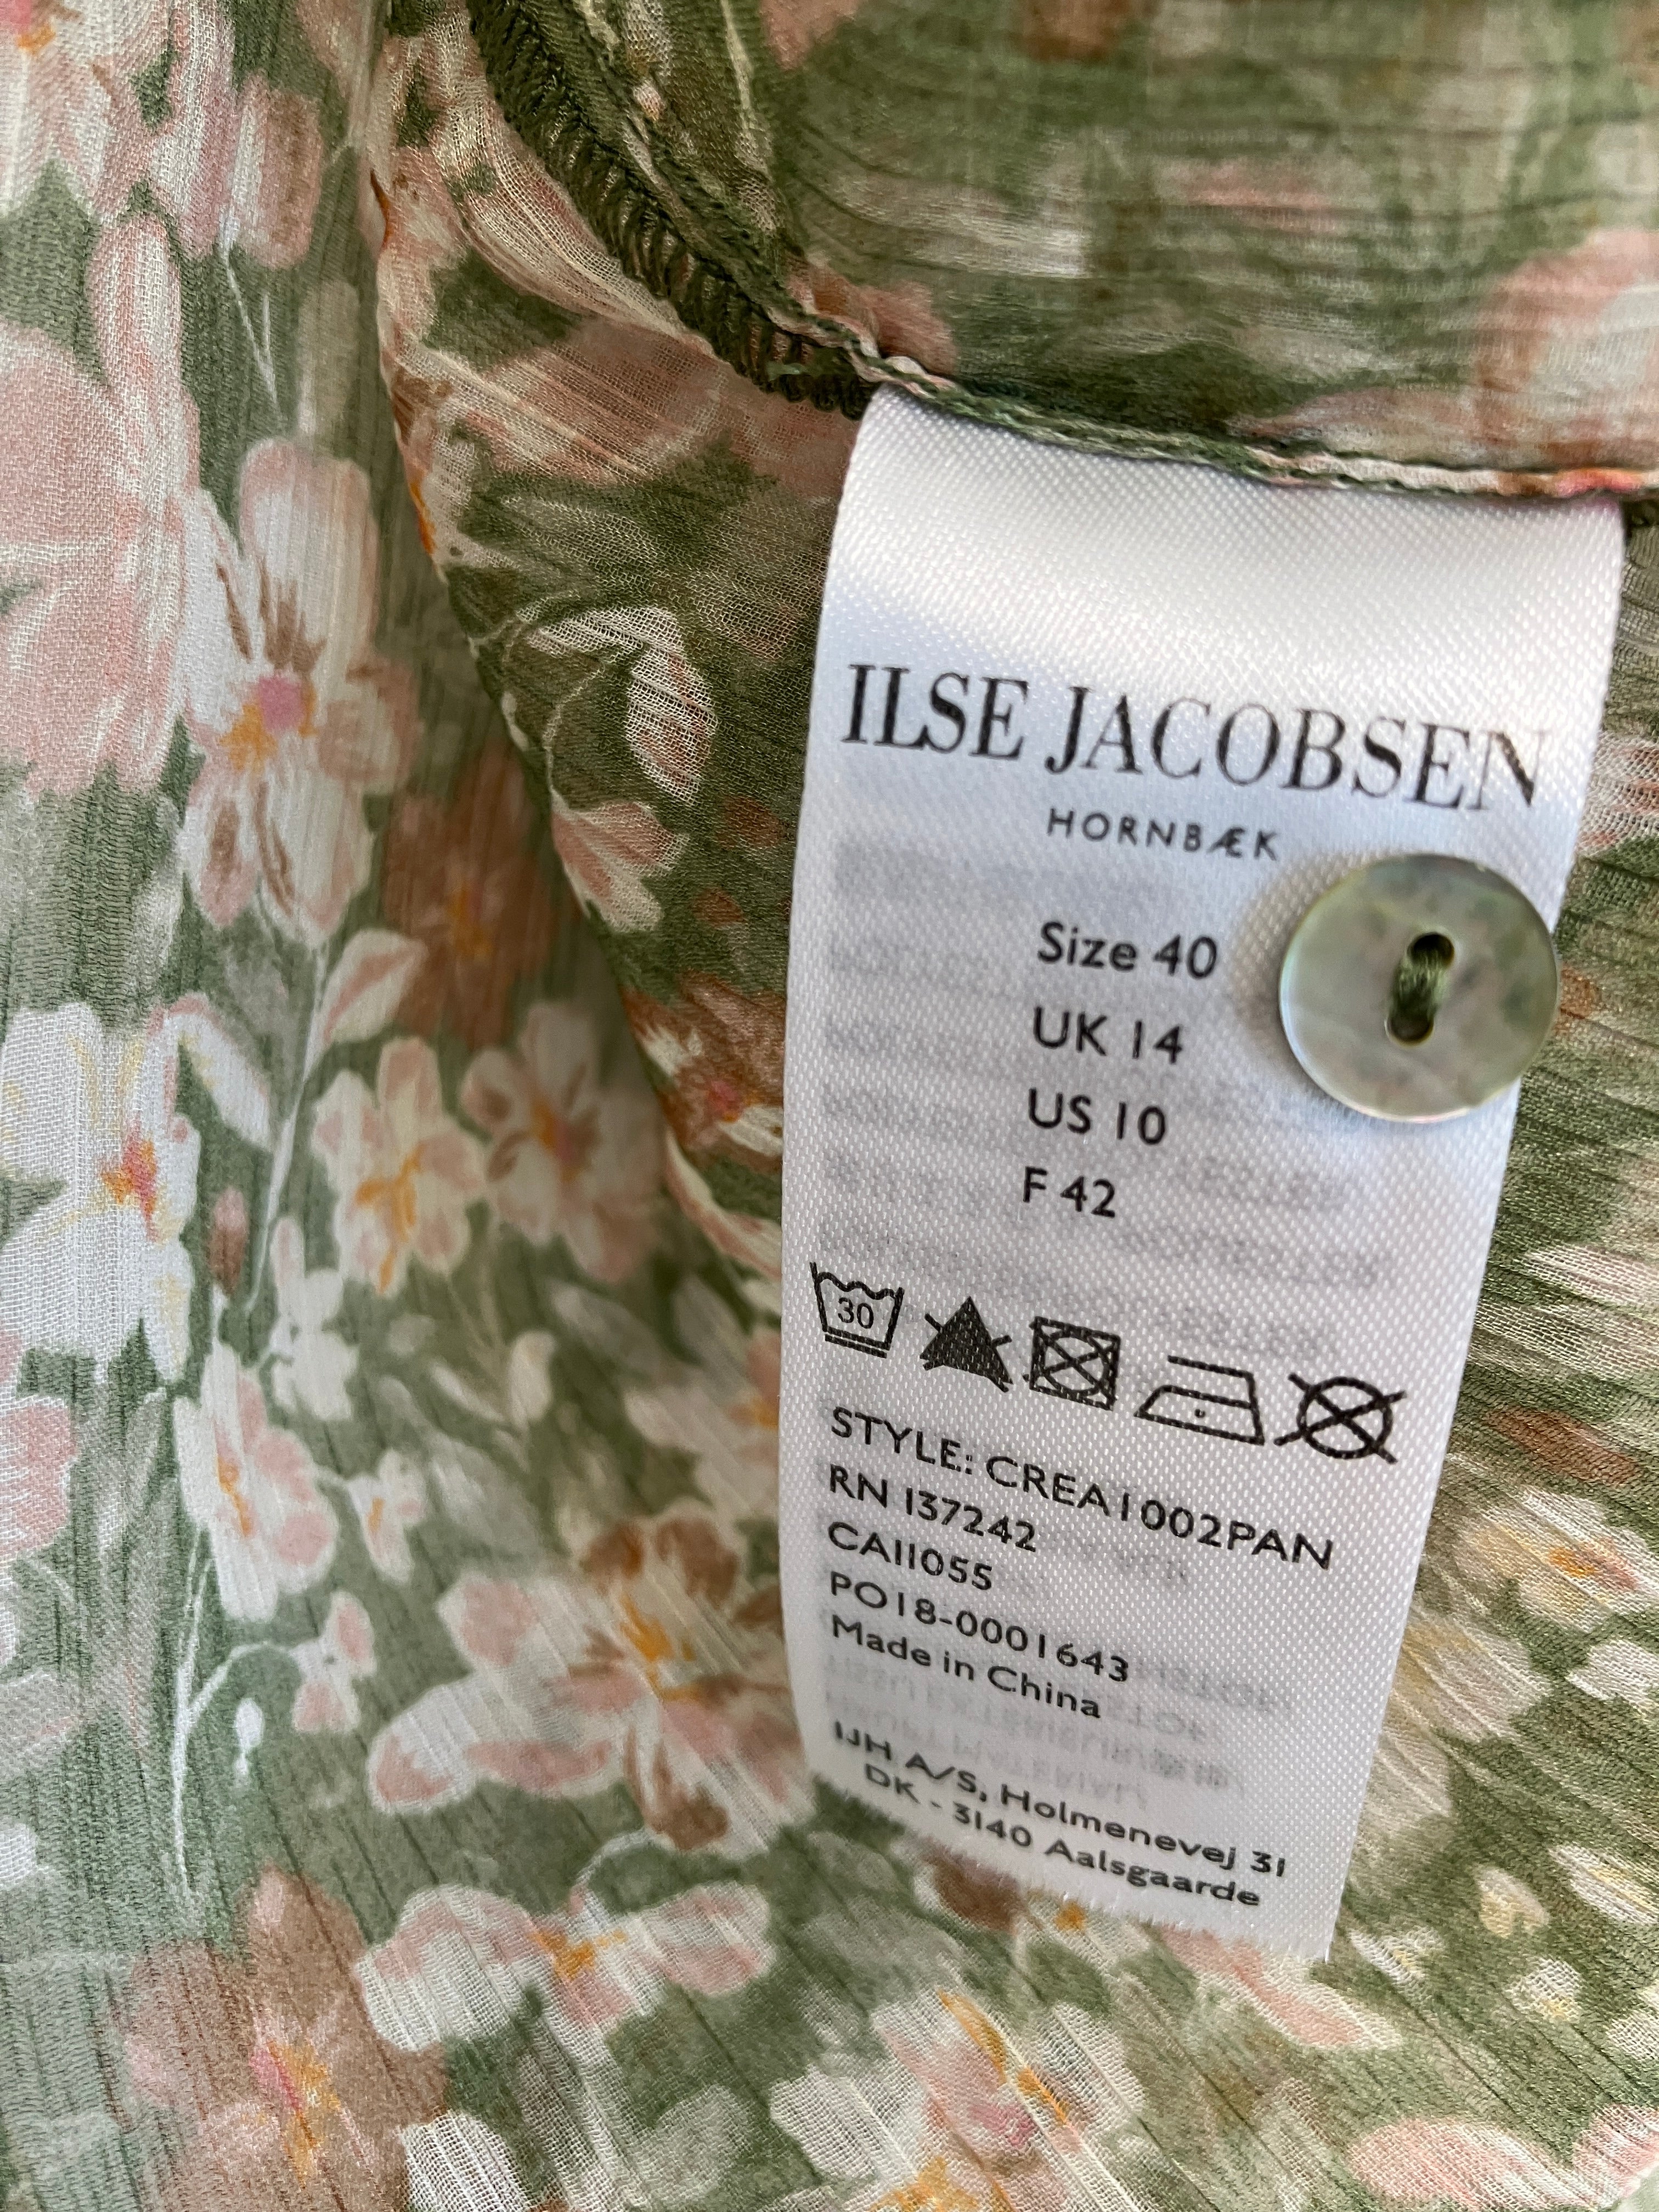 ILSE JACOBSEN
HORNBÆK
Size 40
UK 14
US 10
F 42
30
STYLE: CREA1002PAN
RN 137242
CA11055
PO18-0001643
Made in China
IJH A/S, Holmenevej 31
DK - 3140 Aalsgaarde